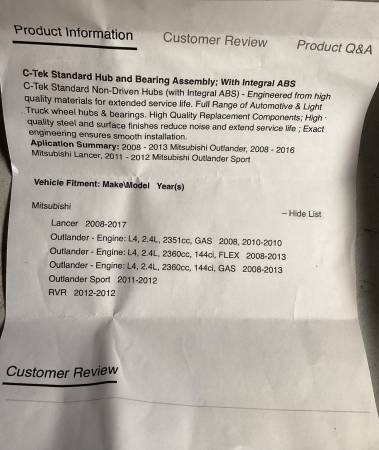 Product Information Customer Review Product Q&A
C-Tek Standard Hub and Bearing Assembly; With Integral ABS
C-Tek Standard Non-Driven Hubs (with Integral ABS) - Engineered from high
quality materials for extended service life. Full Range of Automotive & Light
Truck wheel hubs & bearings. High Quality Replacement Components; High
quality steel and surface finishes reduce noise and extend service life ; Exact
engineering ensures smooth installation.
Aplication Summary: 2008 - 2013 Mitsubishi Outlander, 2008 - 2016
Mitsubishi Lancer, 2011 - 2012 Mitsubishi Outlander Sport
Vehicle Fitment: Make\Model Year(s)
Mitsubishi
– Hide List
Lancer 2008-2017
Outlander - Engine: L4, 2.4L, 2351cc, GAS 2008, 2010-2010
Outlander - Engine: L4, 2.4L, 2360cc, 144ci, FLEX 2008-2013
Outlander - Engine: L4, 2.4L, 2360cc, 144ci, GAS 2008-2013
Outlander Sport 2011-2012
RVR 2012-2012
Customer Review